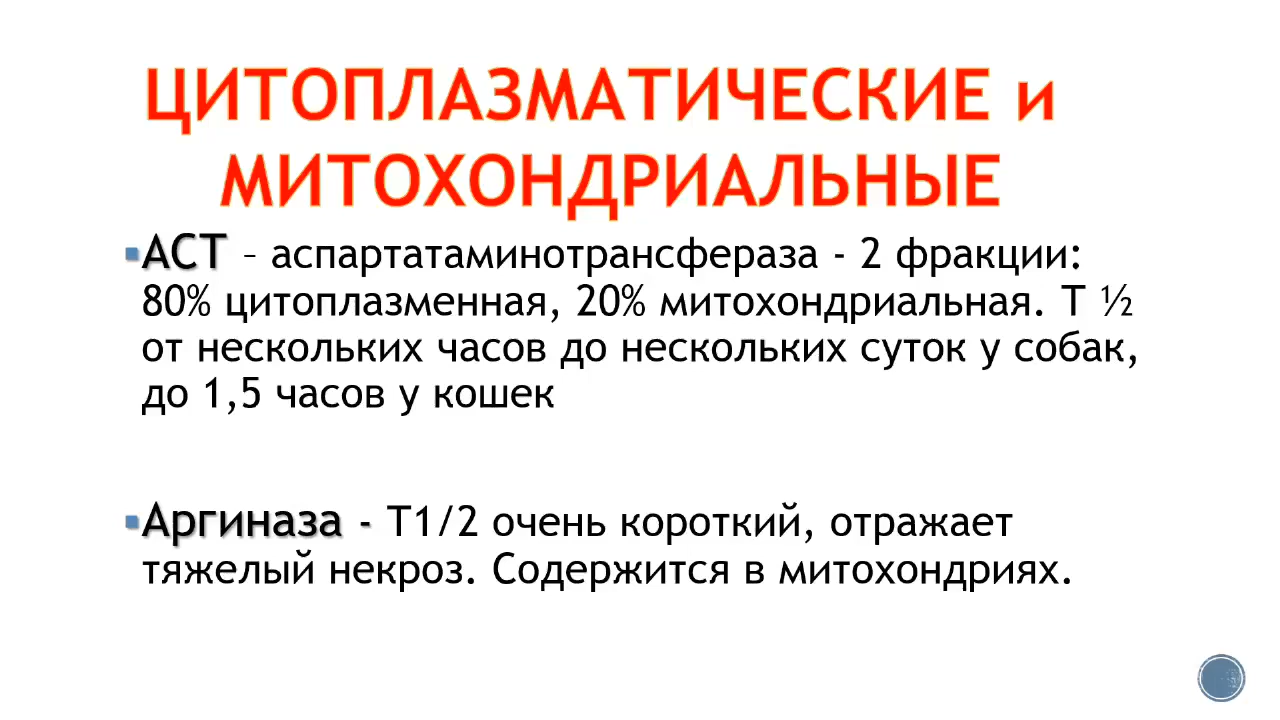 ЦИТОПЛАЗМАТИЧЕСКИЕ и
МИТОХОНДРИАЛЬНЫЕ
▪АСТ – аспартатаминотрансфераза - 2 фракции:
80% цитоплазменная, 20% митохондриальная. Т ½
от нескольких часов до нескольких суток у собак,
до 1,5 часов у кошек
▪Аргиназа - Т1/2 очень короткий, отражает
тяжелый некроз. Содержится в митохондриях.